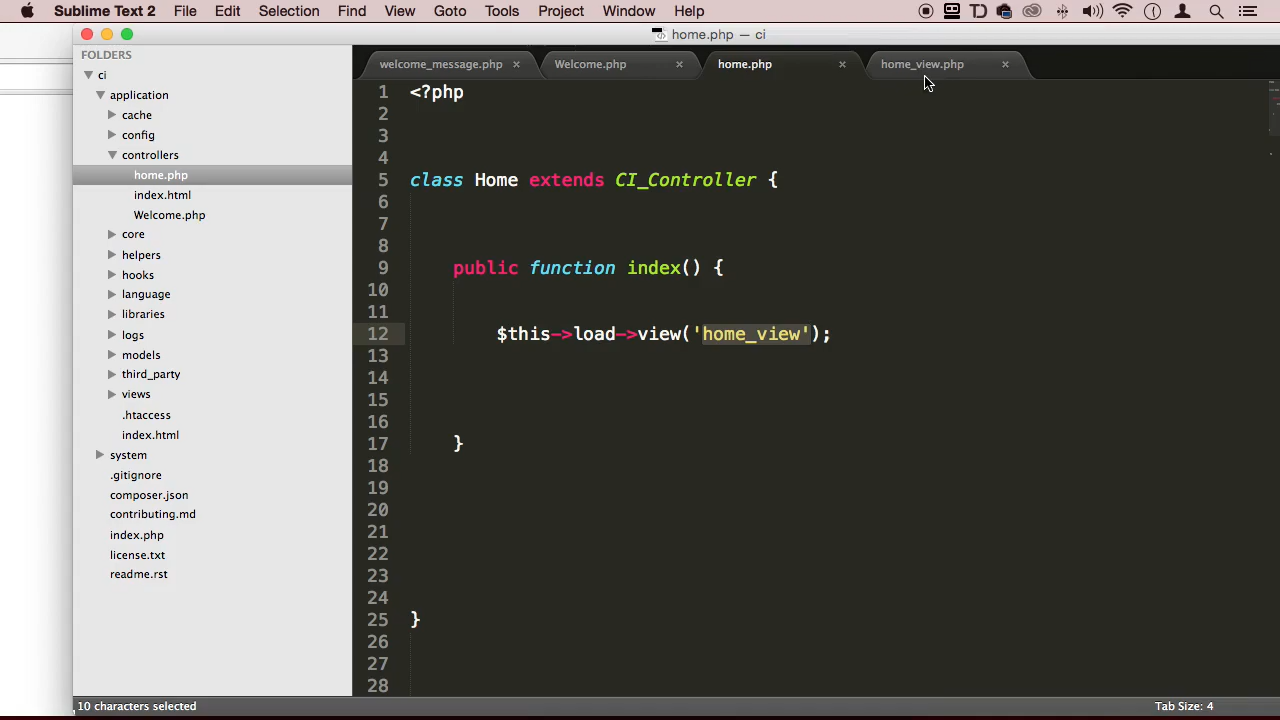 Sublime Text 2 File Edit Selection Find View Goto Tools Project Window Help
home.php — ci
FOLDERS
ci
application
cache
config
controllers
home.php
index.html
Welcome.php
core
helpers
hooks
language
libraries
logs
models
third_party
views
.htaccess
index.html
system
.gitignore
composer.json
contributing.md
index.php
license.txt
readme.rst
welcome_message.php × Welcome.php × home.php × home_view.php ×
1 <?php
2
3
4
5 class Home extends CI_Controller {
6
7
8
9 public function index() {
10
11
12 $this->load->view('home_view');
13
14
15
16
17 }
18
19
20
21
22
23
24
25 }
26
27
28
10 characters selected Tab Size: 4